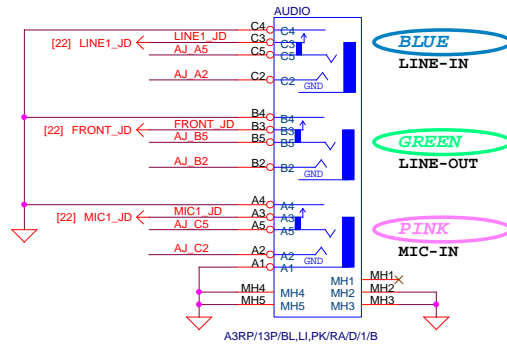 AUDIO
C4 C4
[22] LINE1_JD LINE1_JD C3 C3
AJ_A5 C5 C5
BLUE
LINE-IN
AJ_A2 C2 C2
GND
B4 B4
[22] FRONT_JD FRONT_JD B3 B3
AJ_B5 B5 B5
GREEN
LINE-OUT
AJ_B2 B2 B2
GND
A4 A4
[22] MIC1_JD MIC1_JD A3 A3
AJ_C5 A5 A5
PINK
MIC-IN
AJ_C2 A2 A2
GND
A1 A1
MH1 MH1
MH4 MH4 MH2 MH2
MH5 MH5 MH3 MH3
A3RP/13P/BL,LI,PK/RA/D/1/B